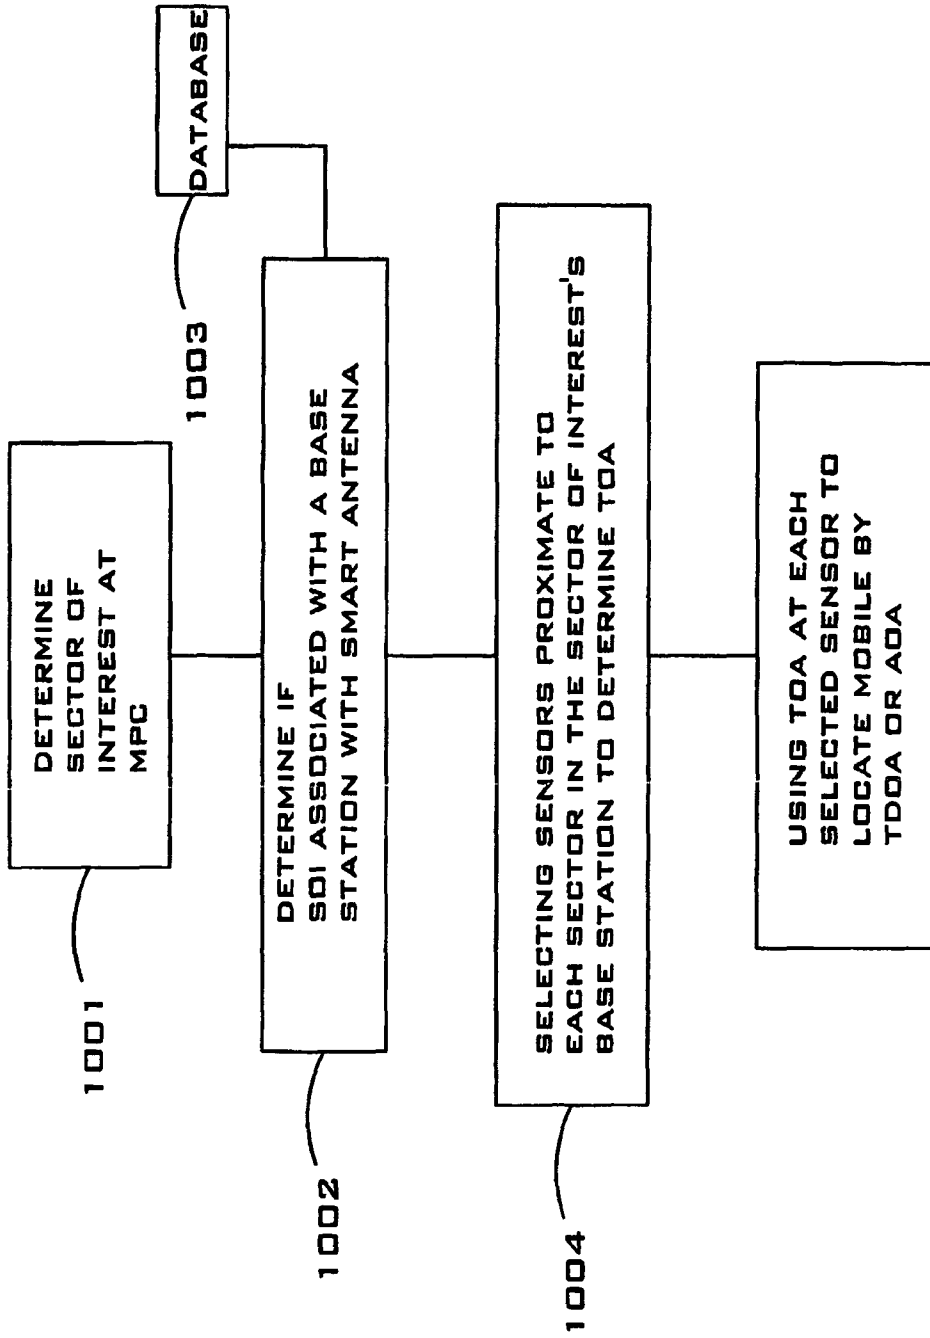 DETERMINE
SECTOR OF
INTEREST AT
MPC
1001
DATABASE
1003
DETERMINE IF
SOI ASSOCIATED WITH A BASE
STATION WITH SMART ANTENNA
1002
SELECTING SENSORS PROXIMATE TO
EACH SECTOR IN THE SECTOR OF INTEREST'S
BASE STATION TO DETERMINE TOA
1004
USING TOA AT EACH
SELECTED SENSOR TO
LOCATE MOBILE BY
TDOA OR AOA